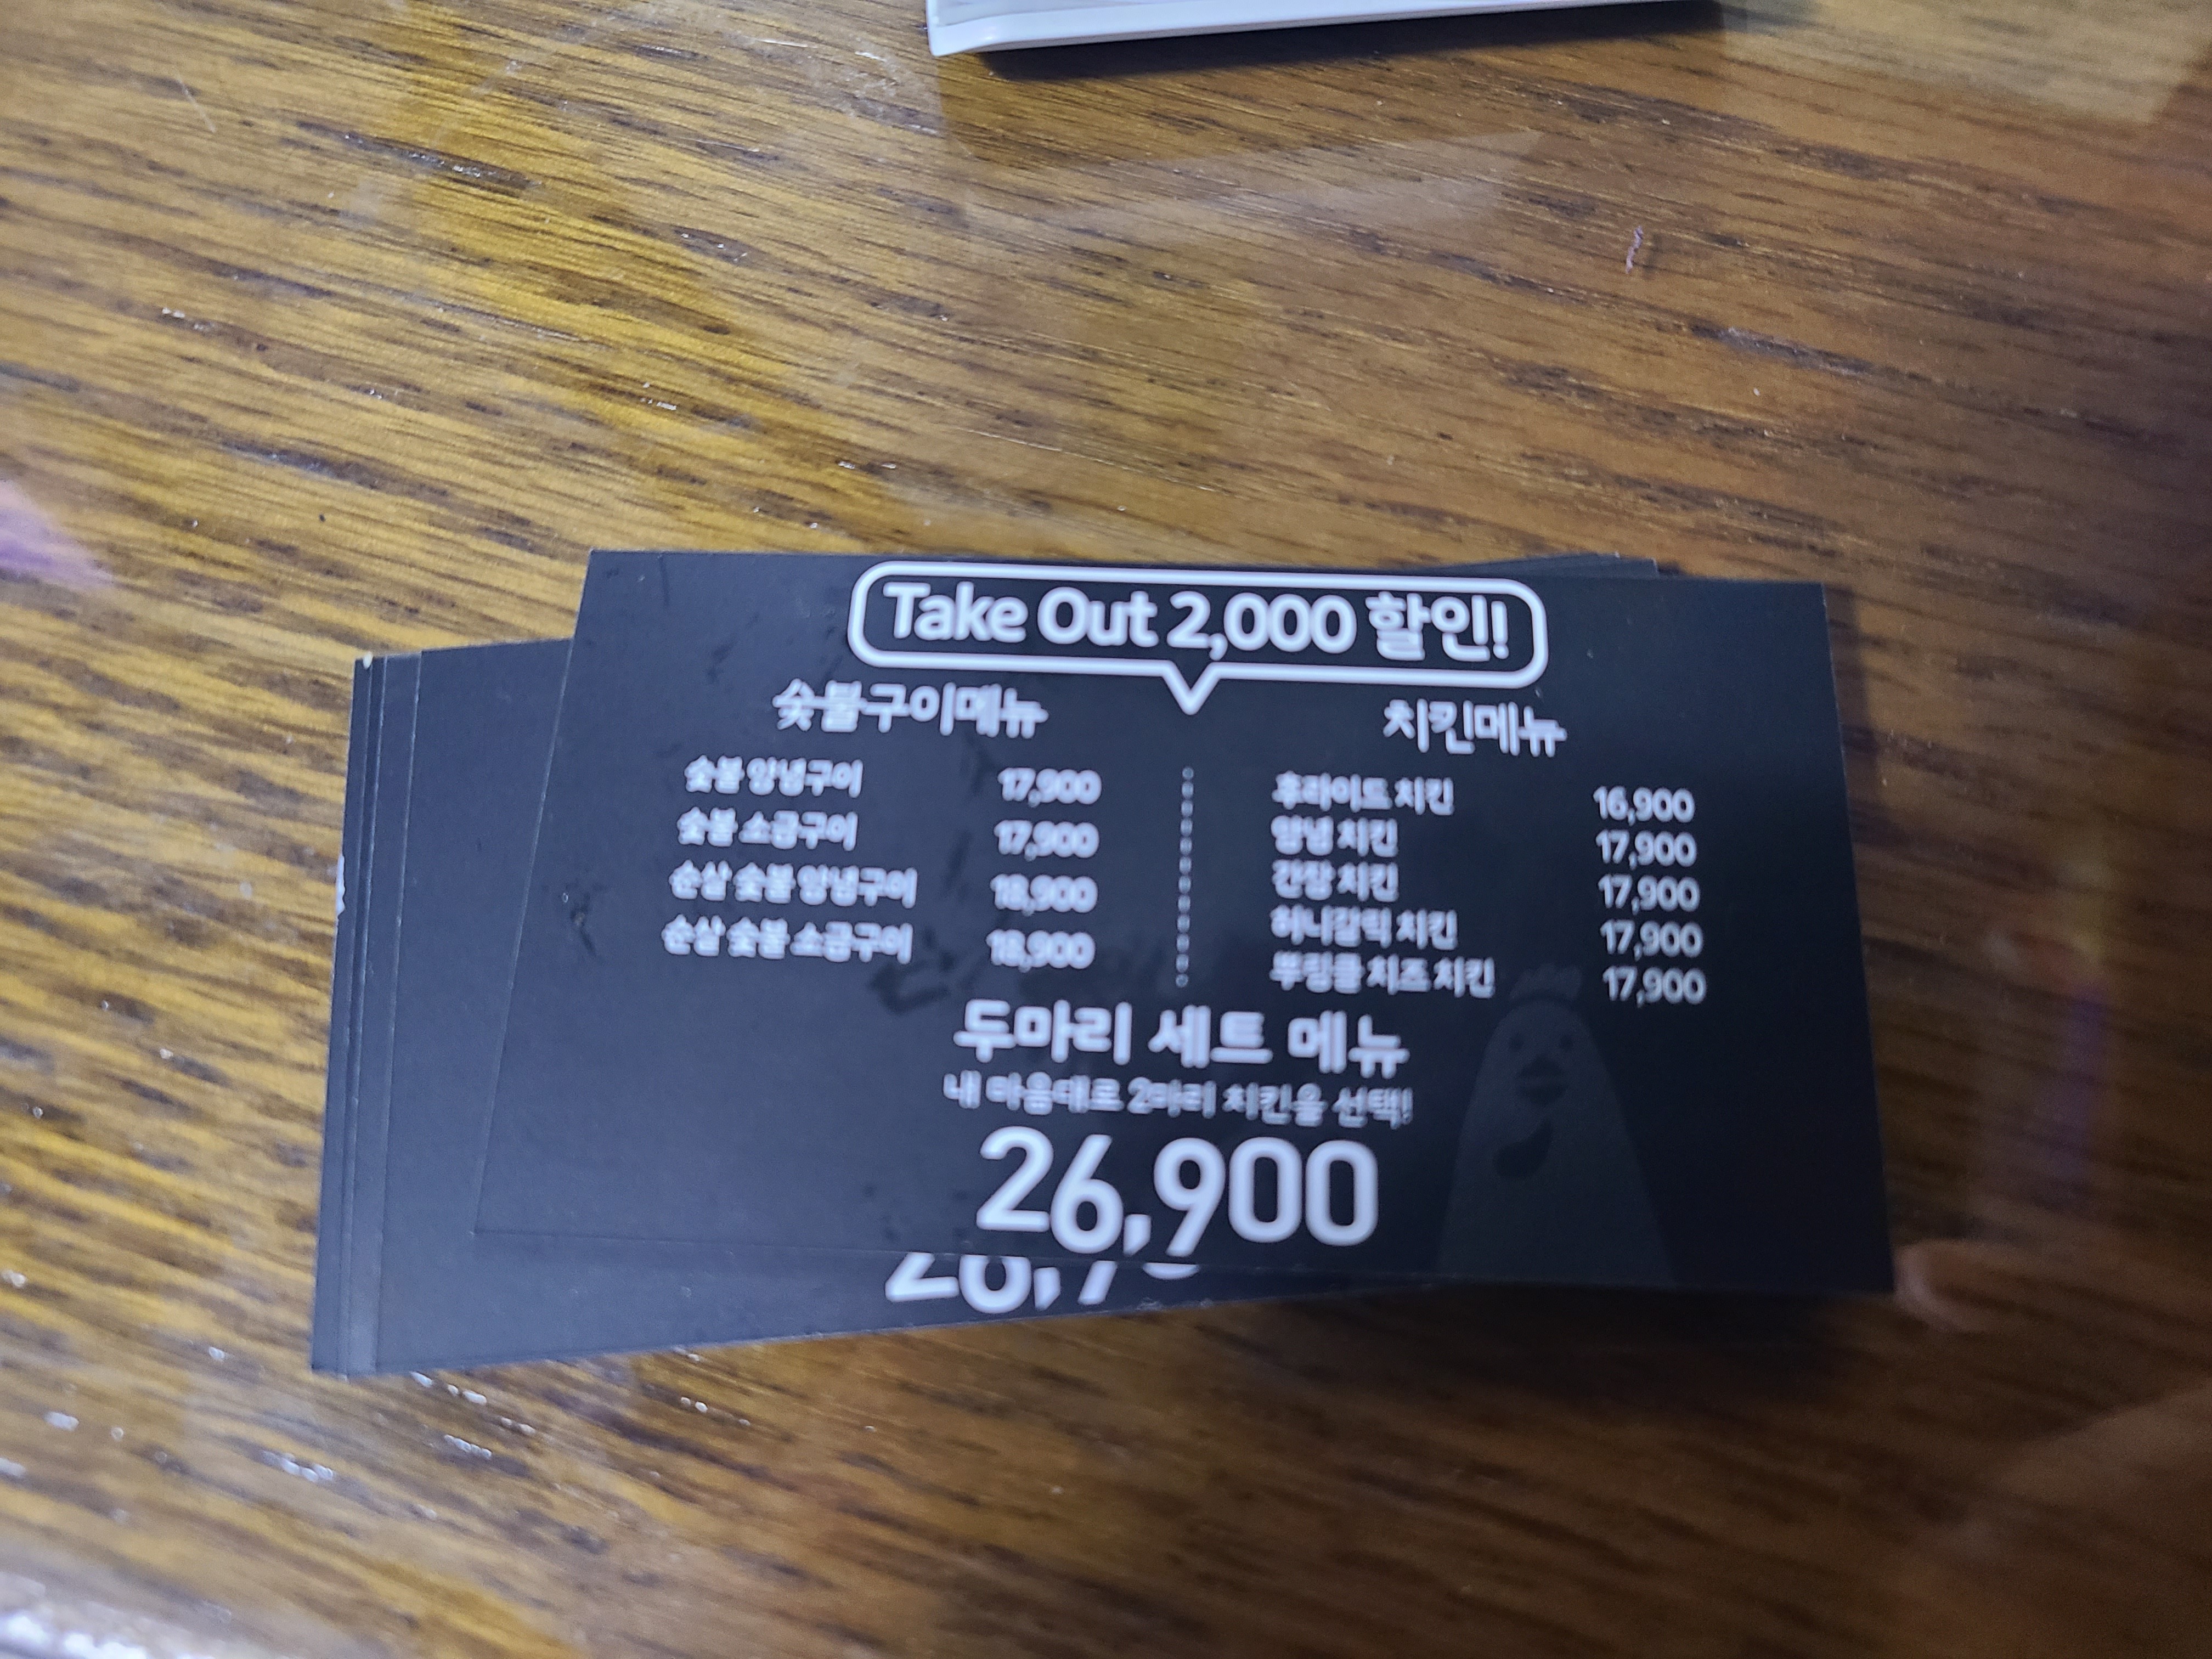 Take Out 2,000 할인!
숯불구이메뉴
숯불 양념구이 17,900
숯불 소금구이 17,900
순살 숯불 양념구이 18,900
순살 숯불 소금구이 18,900
치킨메뉴
후라이드 치킨 16,900
양념 치킨 17,900
간장 치킨 17,900
허니갈릭 치킨 17,900
뿌링클 치즈 치킨 17,900
두마리 세트 메뉴
내 마음대로 2마리 치킨을 선택!
26,900